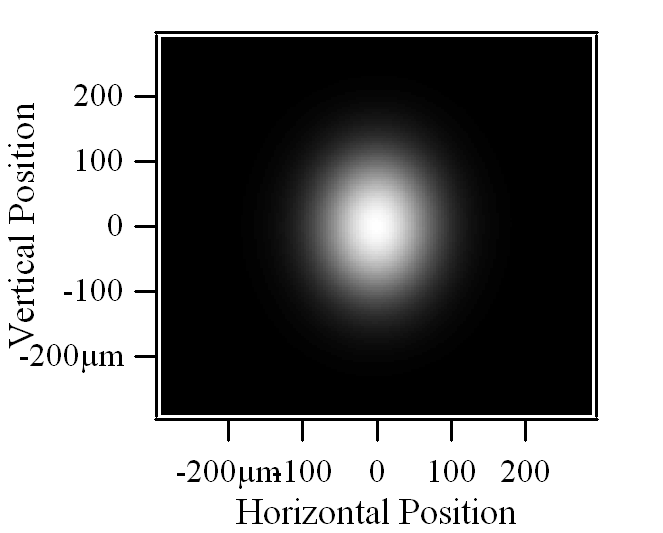 Vertical Position
200
100
0
-100
-200μm
-200μm -100 0 100 200
Horizontal Position